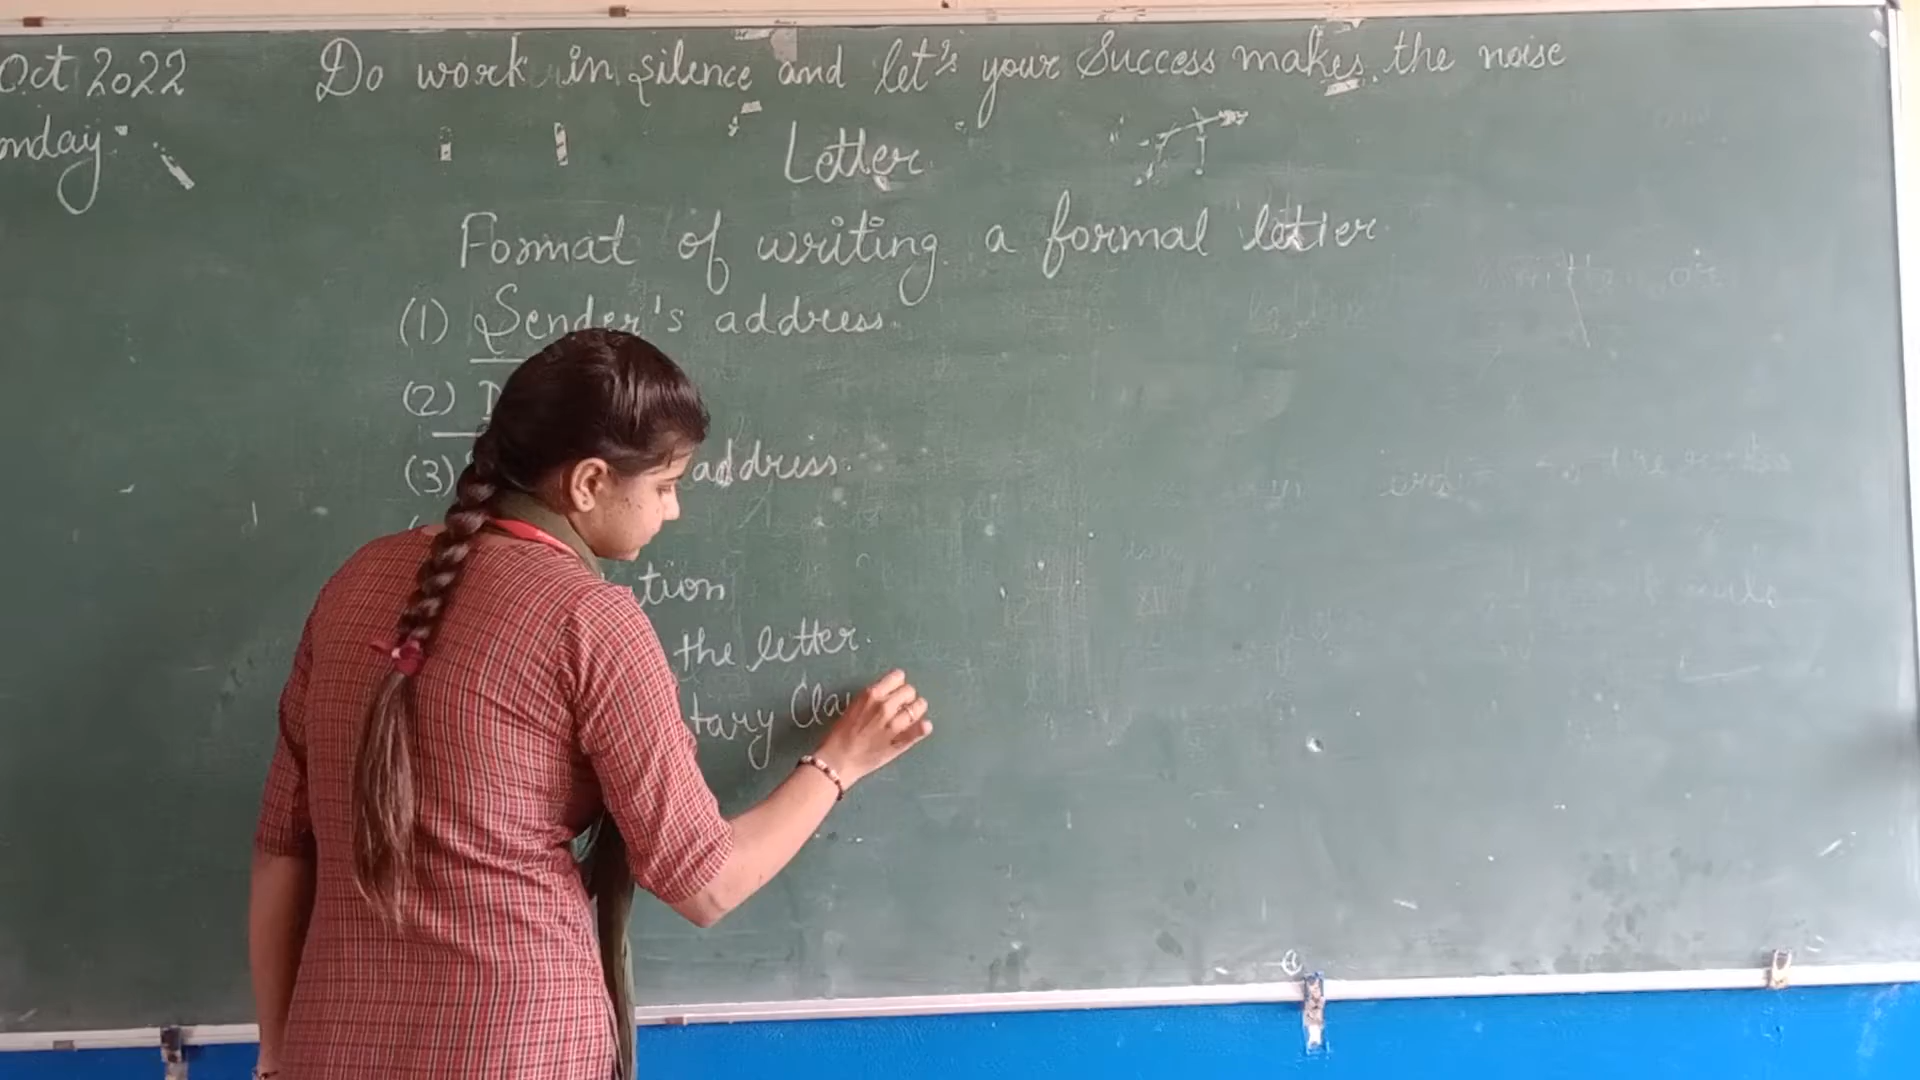 Oct 2022
Do work in silence and let's your Success makes the noise
onday
Letter
Format of writing a formal letter
(1) Sender's address.
(2) D
(3) address.
tion
the letter.
tary Cla